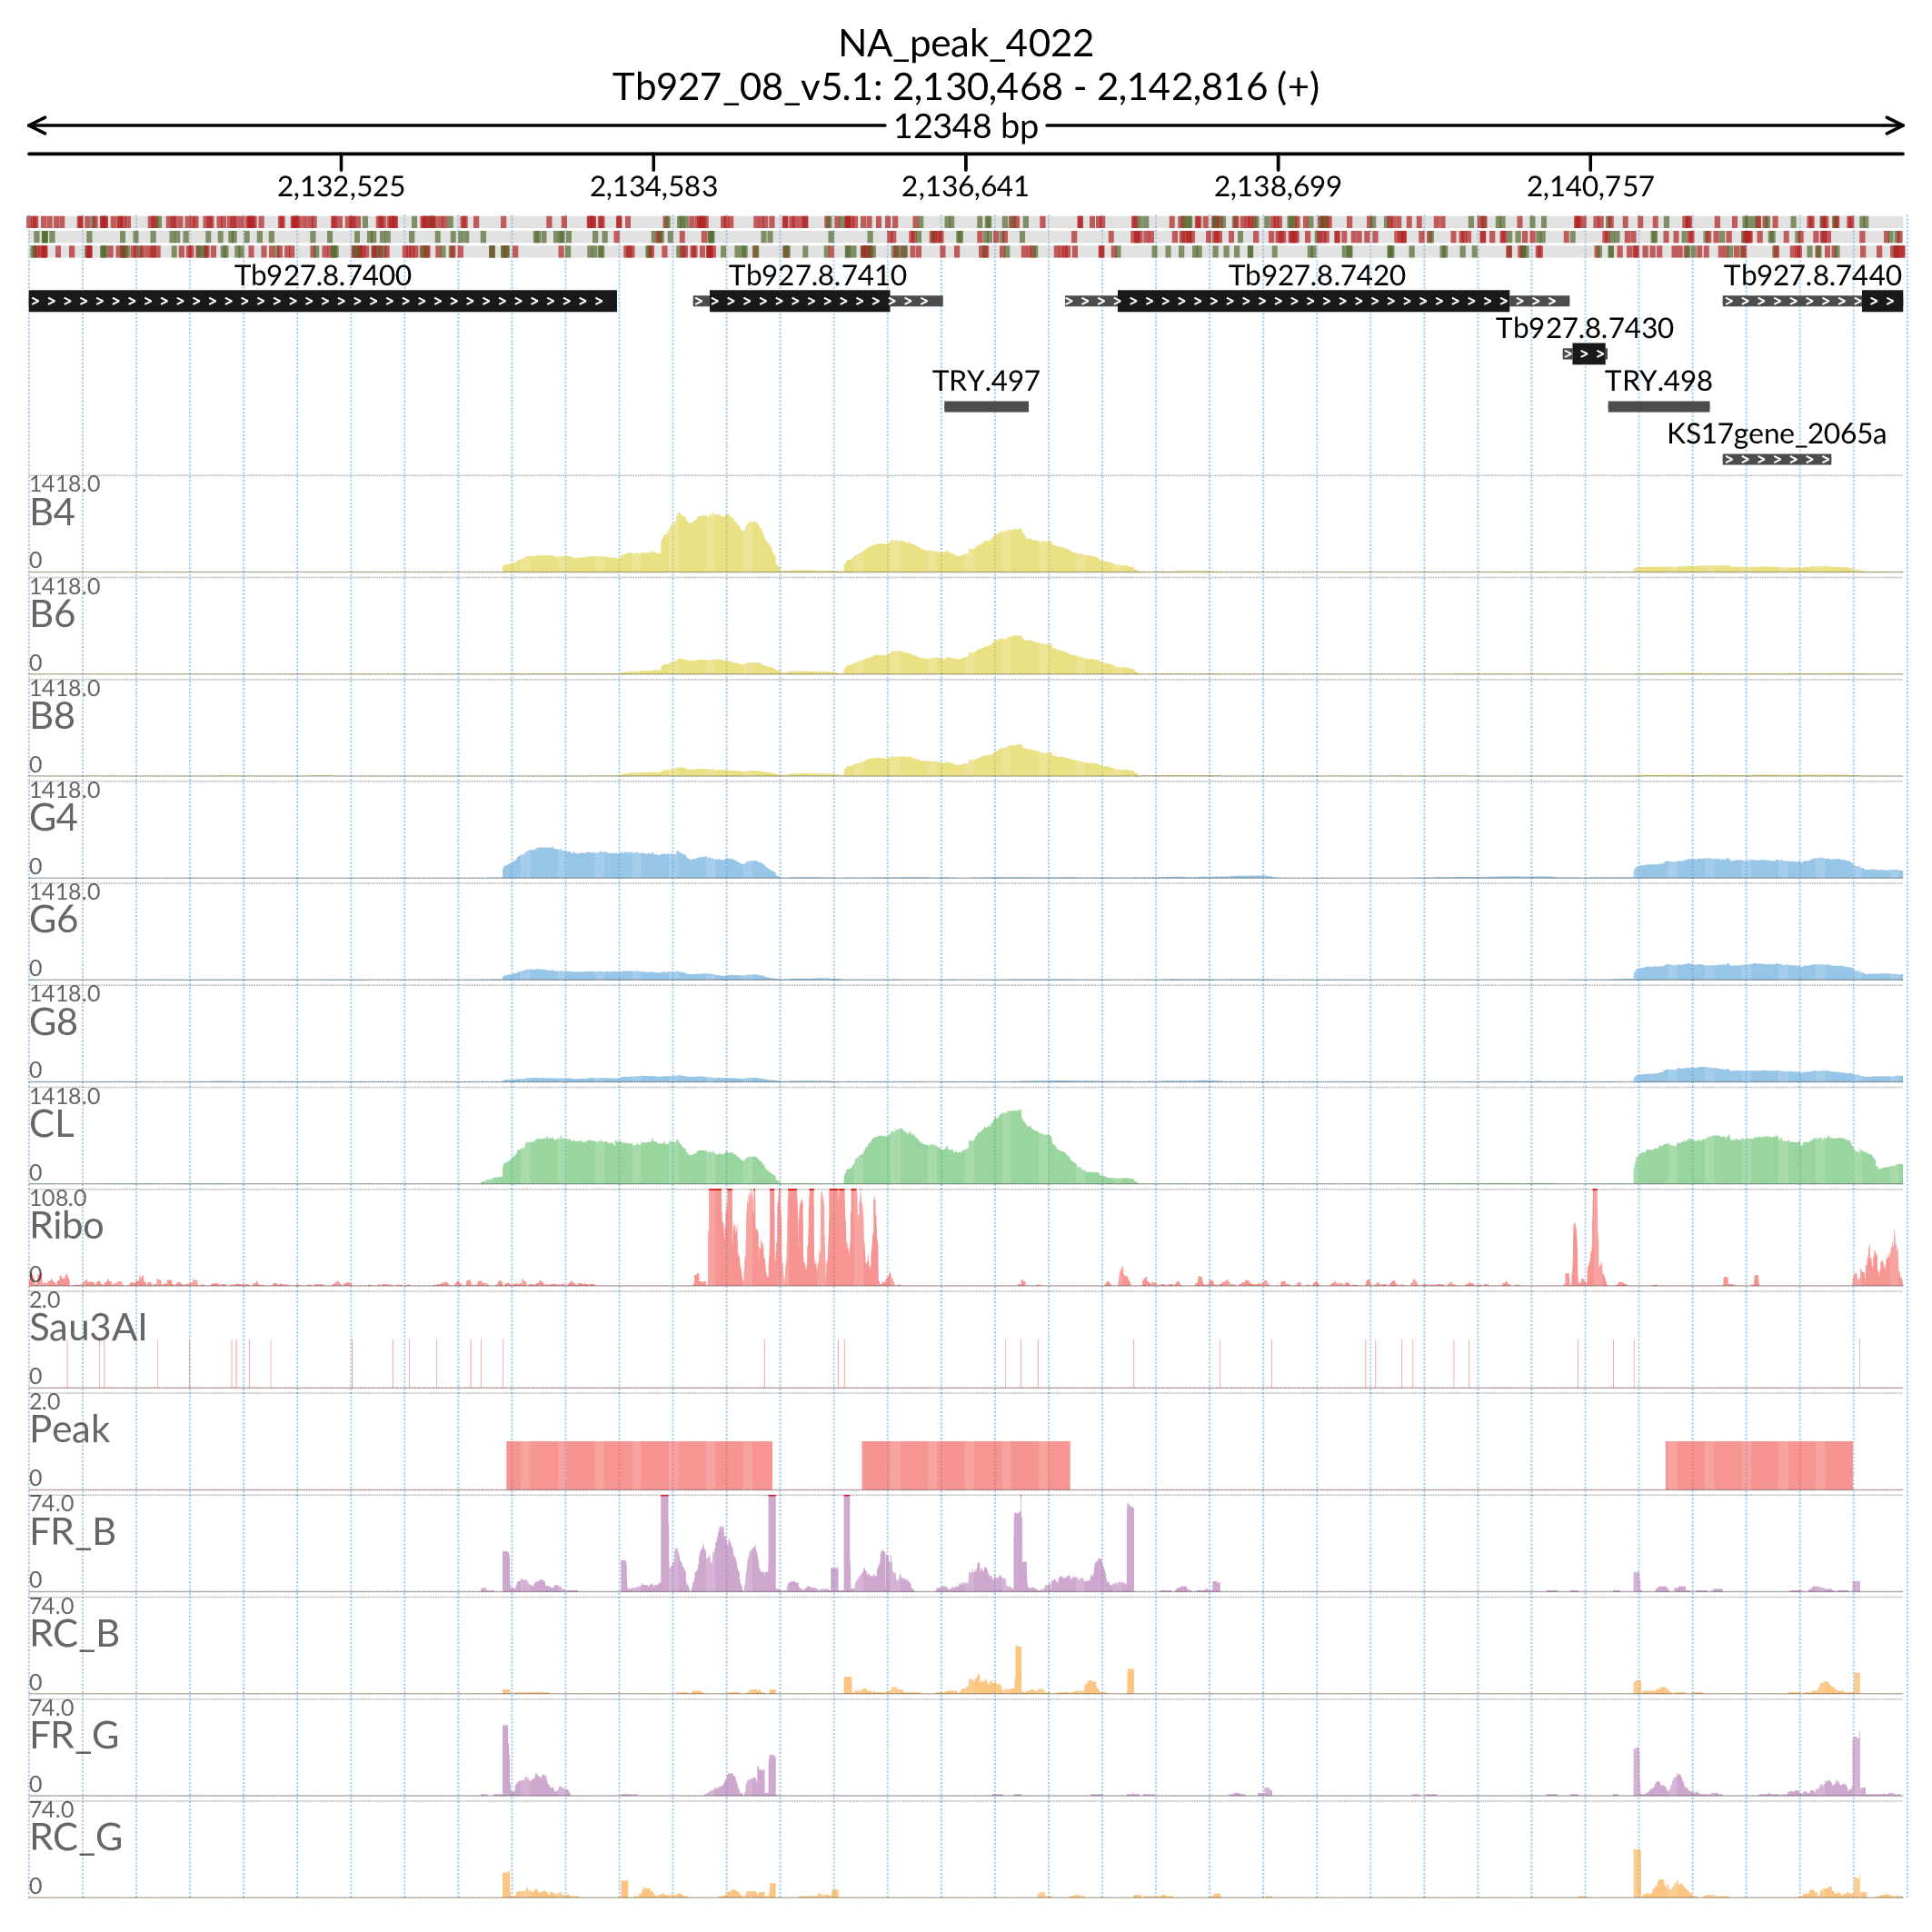 NA_peak_4022
Tb927_08_v5.1: 2,130,468 - 2,142,816 (+)
12348 bp
2,132,525 2,134,583 2,136,641 2,138,699 2,140,757
Tb927.8.7400 Tb927.8.7410 Tb927.8.7420 Tb927.8.7440
Tb927.8.7430
TRY.497 TRY.498
KS17gene_2065a
1418.0
B4
0
1418.0
B6
0
1418.0
B8
0
1418.0
G4
0
1418.0
G6
0
1418.0
G8
0
1418.0
CL
0
108.0
Ribo
0
2.0
Sau3AI
0
2.0
Peak
0
74.0
FR_B
0
74.0
RC_B
0
74.0
FR_G
0
74.0
RC_G
0